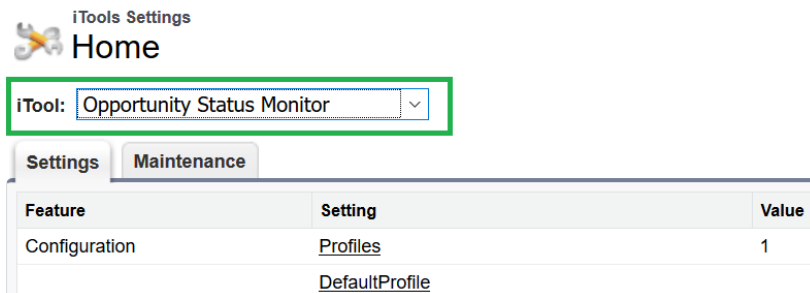 iTools Settings
Home
iTool: Opportunity Status Monitor
Settings Maintenance
Feature Setting Value
Configuration Profiles 1
DefaultProfile